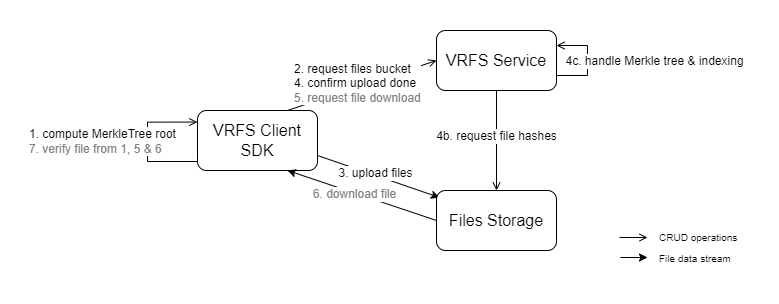 VRFS Service
4c. handle Merkle tree & indexing
2. request files bucket
4. confirm upload done
5. request file download
VRFS Client
SDK
1. compute MerkleTree root
7. verify file from 1, 5 & 6
4b. request file hashes
3. upload files
6. download file
Files Storage
CRUD operations
File data stream